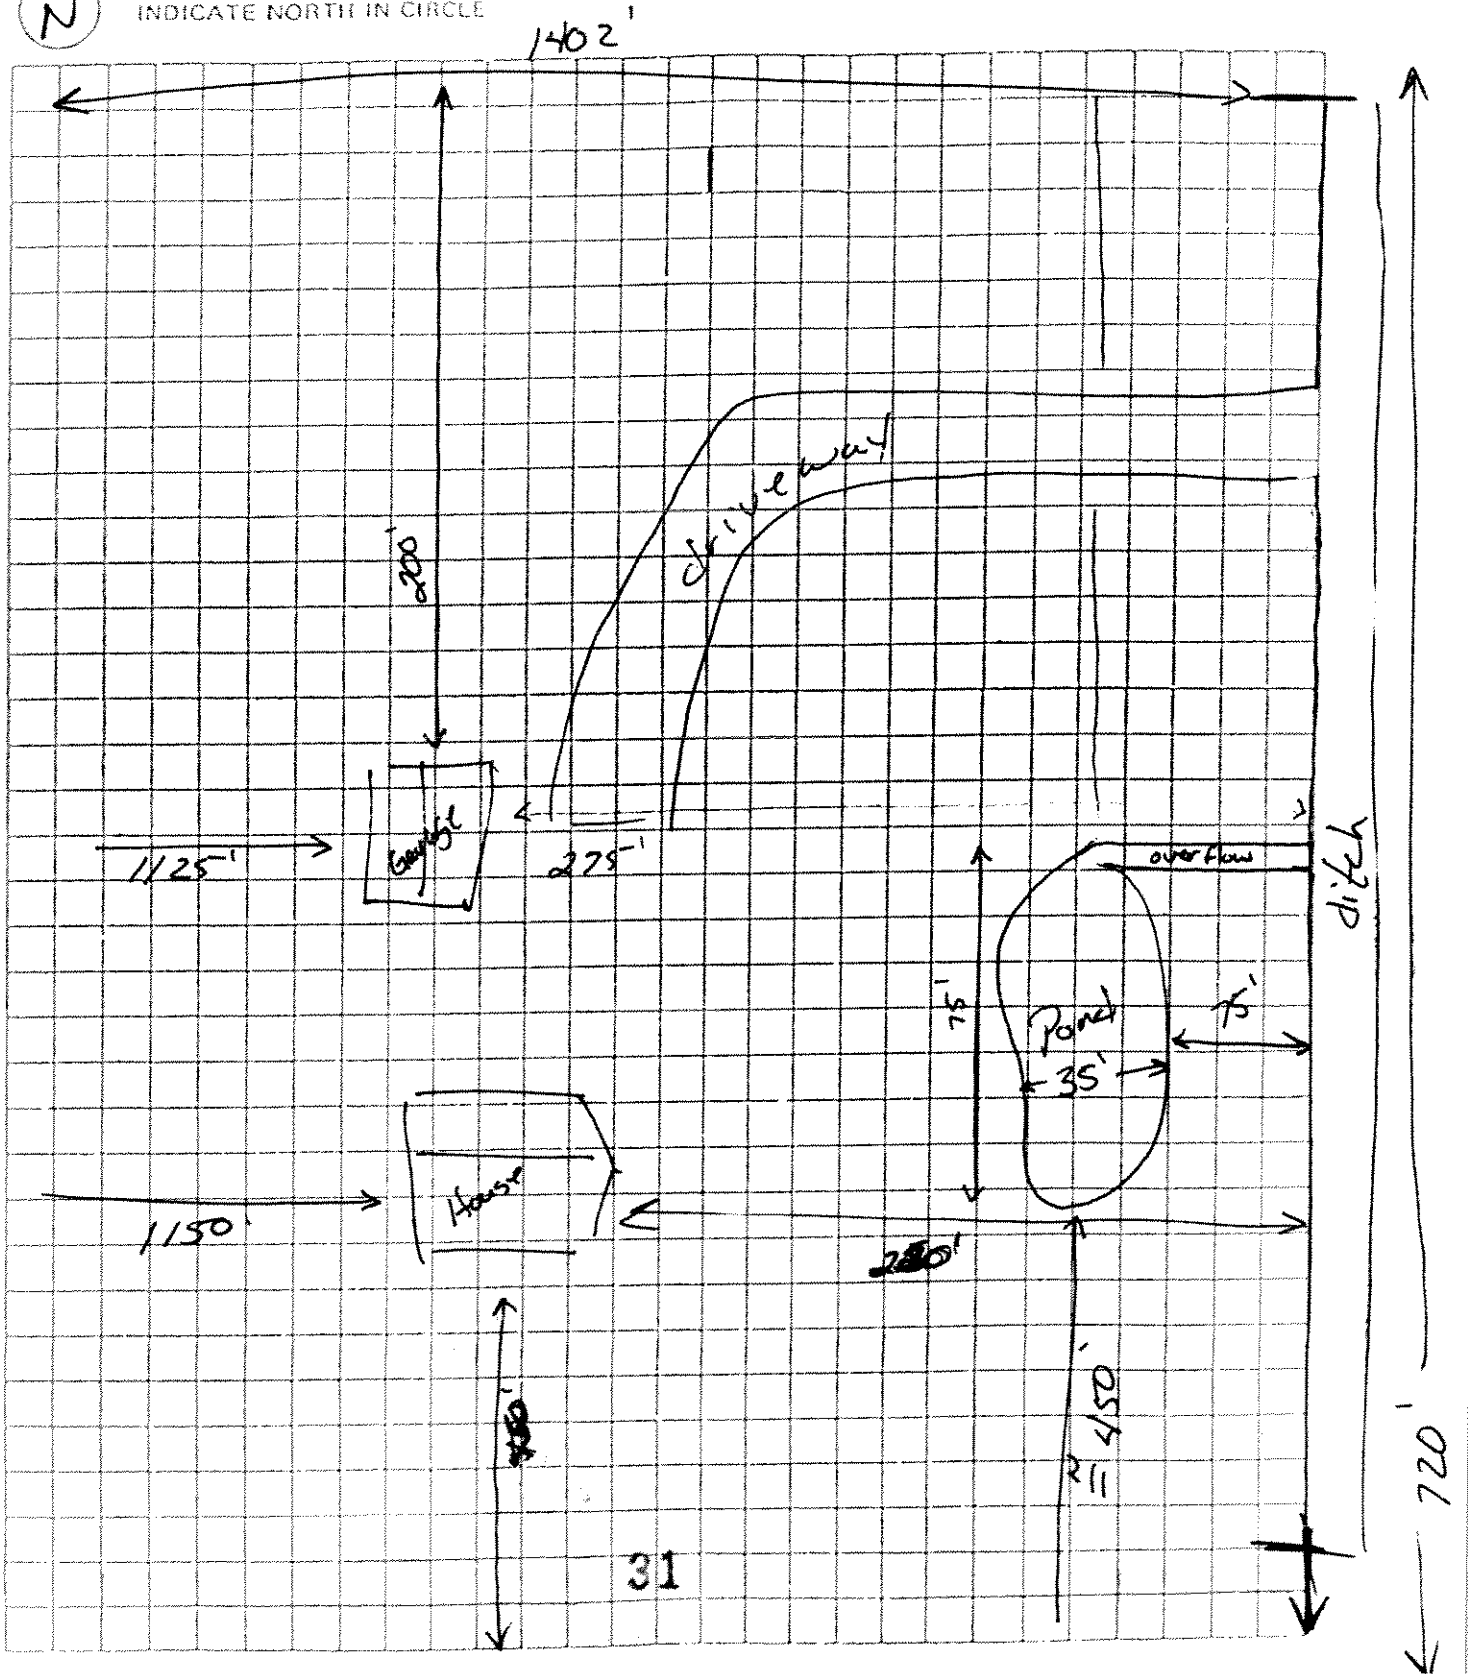 N
INDICATE NORTH IN CIRCLE
1402'
200'
driveway
1125'
Garage
275'
overflow
ditch
75'
Pond
75'
35'
House
1150'
≈ 450'
720'
31